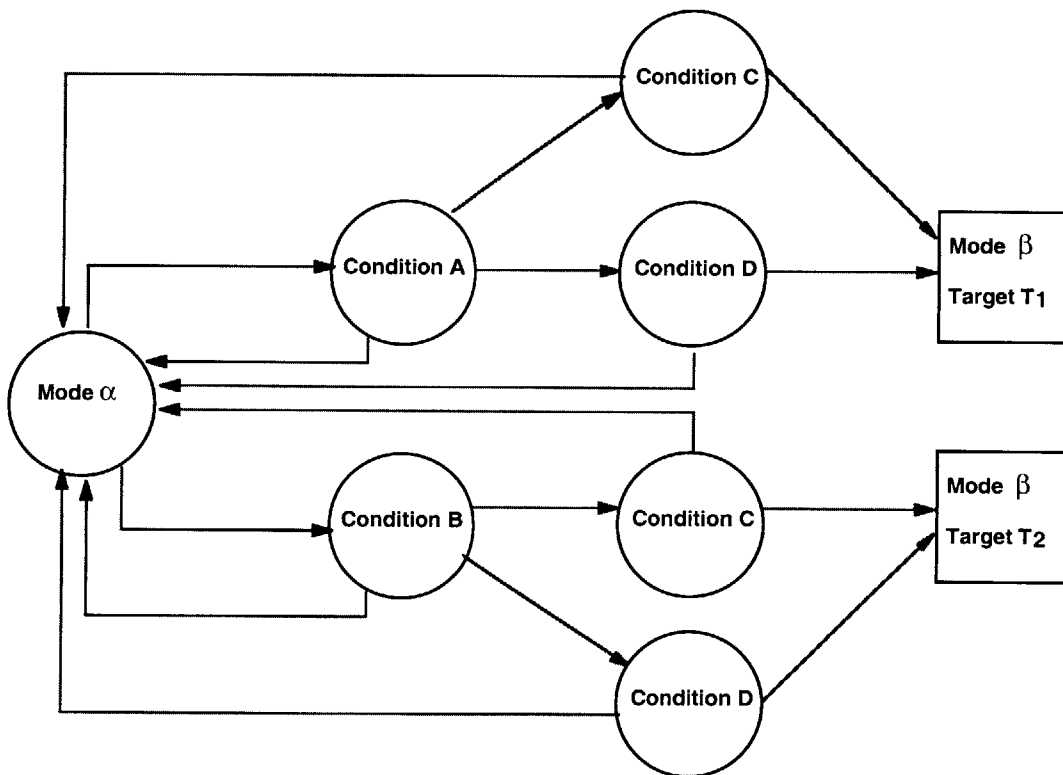 Condition C
Condition A
Condition D
Mode β
Target T1
Mode α
Condition B
Condition C
Mode β
Target T2
Condition D